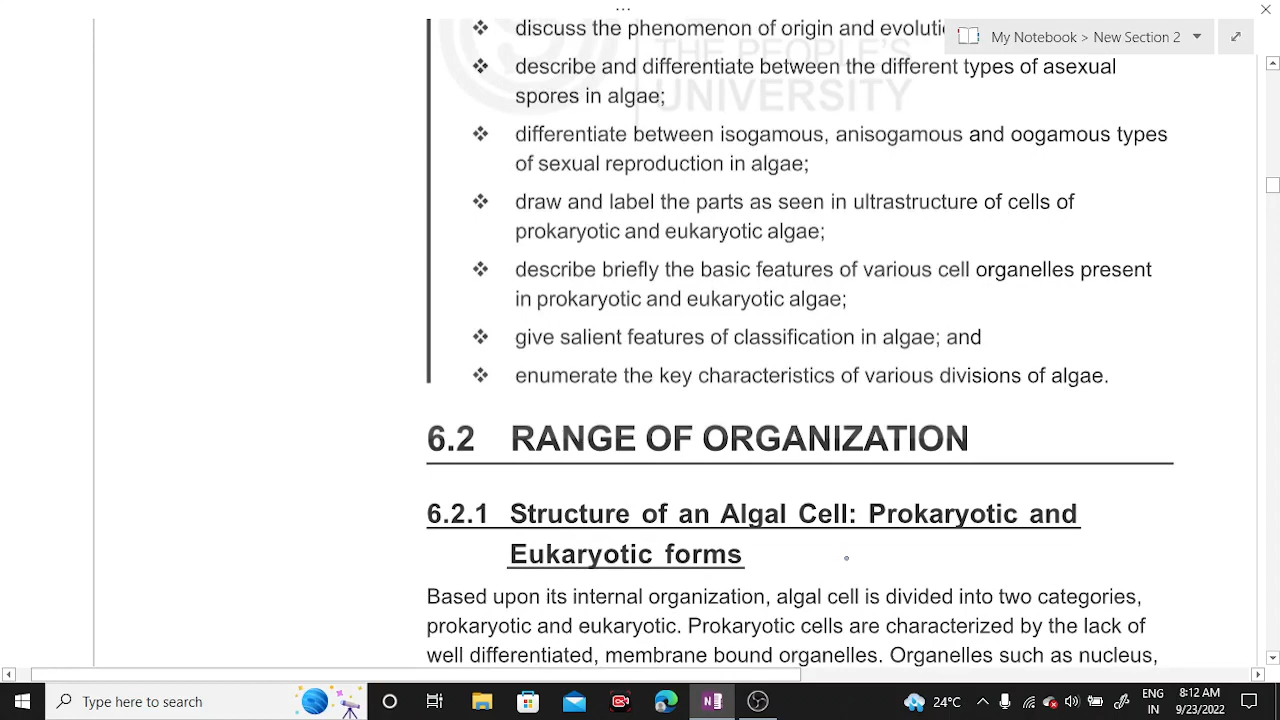 ...
❖ discuss the phenomenon of origin and
My Notebook > New Section 2
THE PEOPLE'S
UNIVERSITY
❖ describe and differentiate between the different types of asexual
spores in algae;
❖ differentiate between isogamous, anisogamous and oogamous types
of sexual reproduction in algae;
❖ draw and label the parts as seen in ultrastructure of cells of
prokaryotic and eukaryotic algae;
❖ describe briefly the basic features of various cell organelles present
in prokaryotic and eukaryotic algae;
❖ give salient features of classification in algae; and
❖ enumerate the key characteristics of various divisions of algae.
6.2 RANGE OF ORGANIZATION
6.2.1 Structure of an Algal Cell: Prokaryotic and
Eukaryotic forms
Based upon its internal organization, algal cell is divided into two categories,
prokaryotic and eukaryotic. Prokaryotic cells are characterized by the lack of
well differentiated, membrane bound organelles. Organelles such as nucleus,
Type here to search
24°C
ENG
IN
8:12 AM
9/23/2022